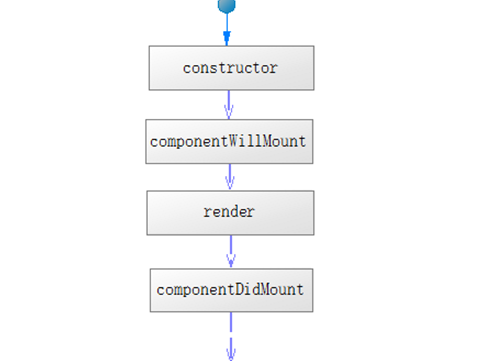 constructor
componentWillMount
render
componentDidMount